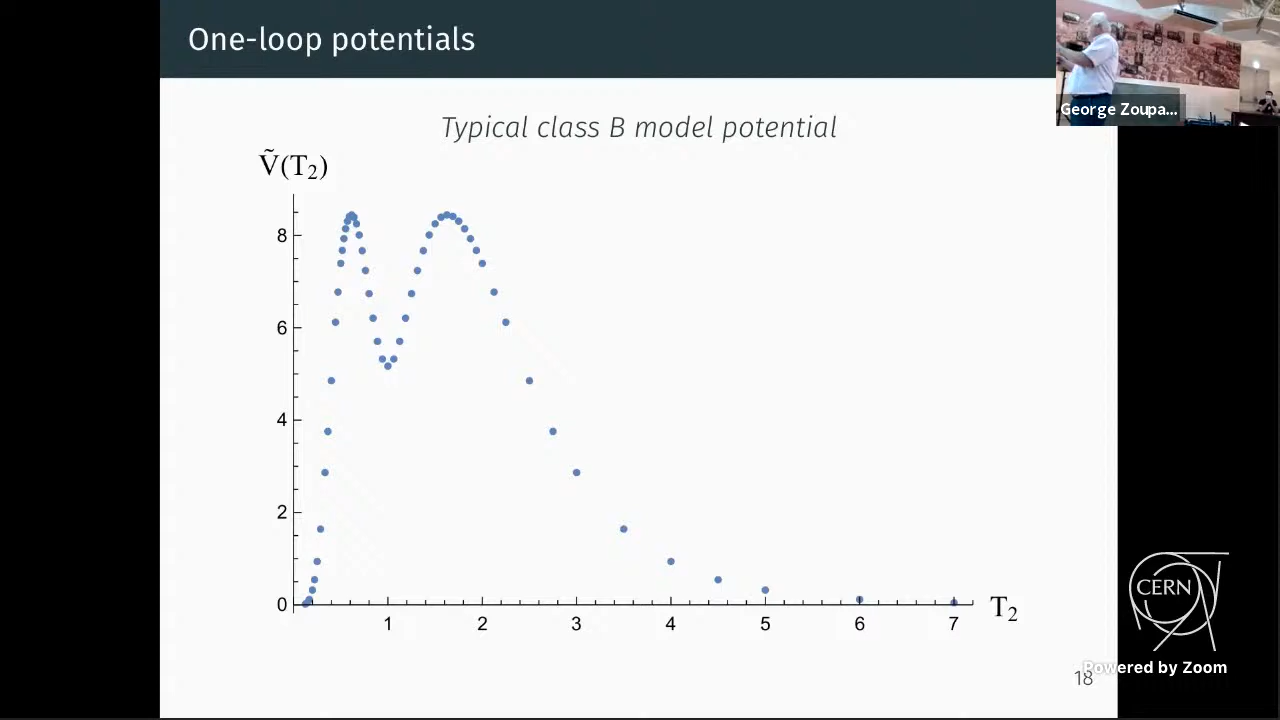 One-loop potentials
George Zoupa...
Typical class B model potential
Ṽ(T₂)
8
6
4
2
0
1 2 3 4 5 6 7
T₂
CERN
Powered by Zoom
18